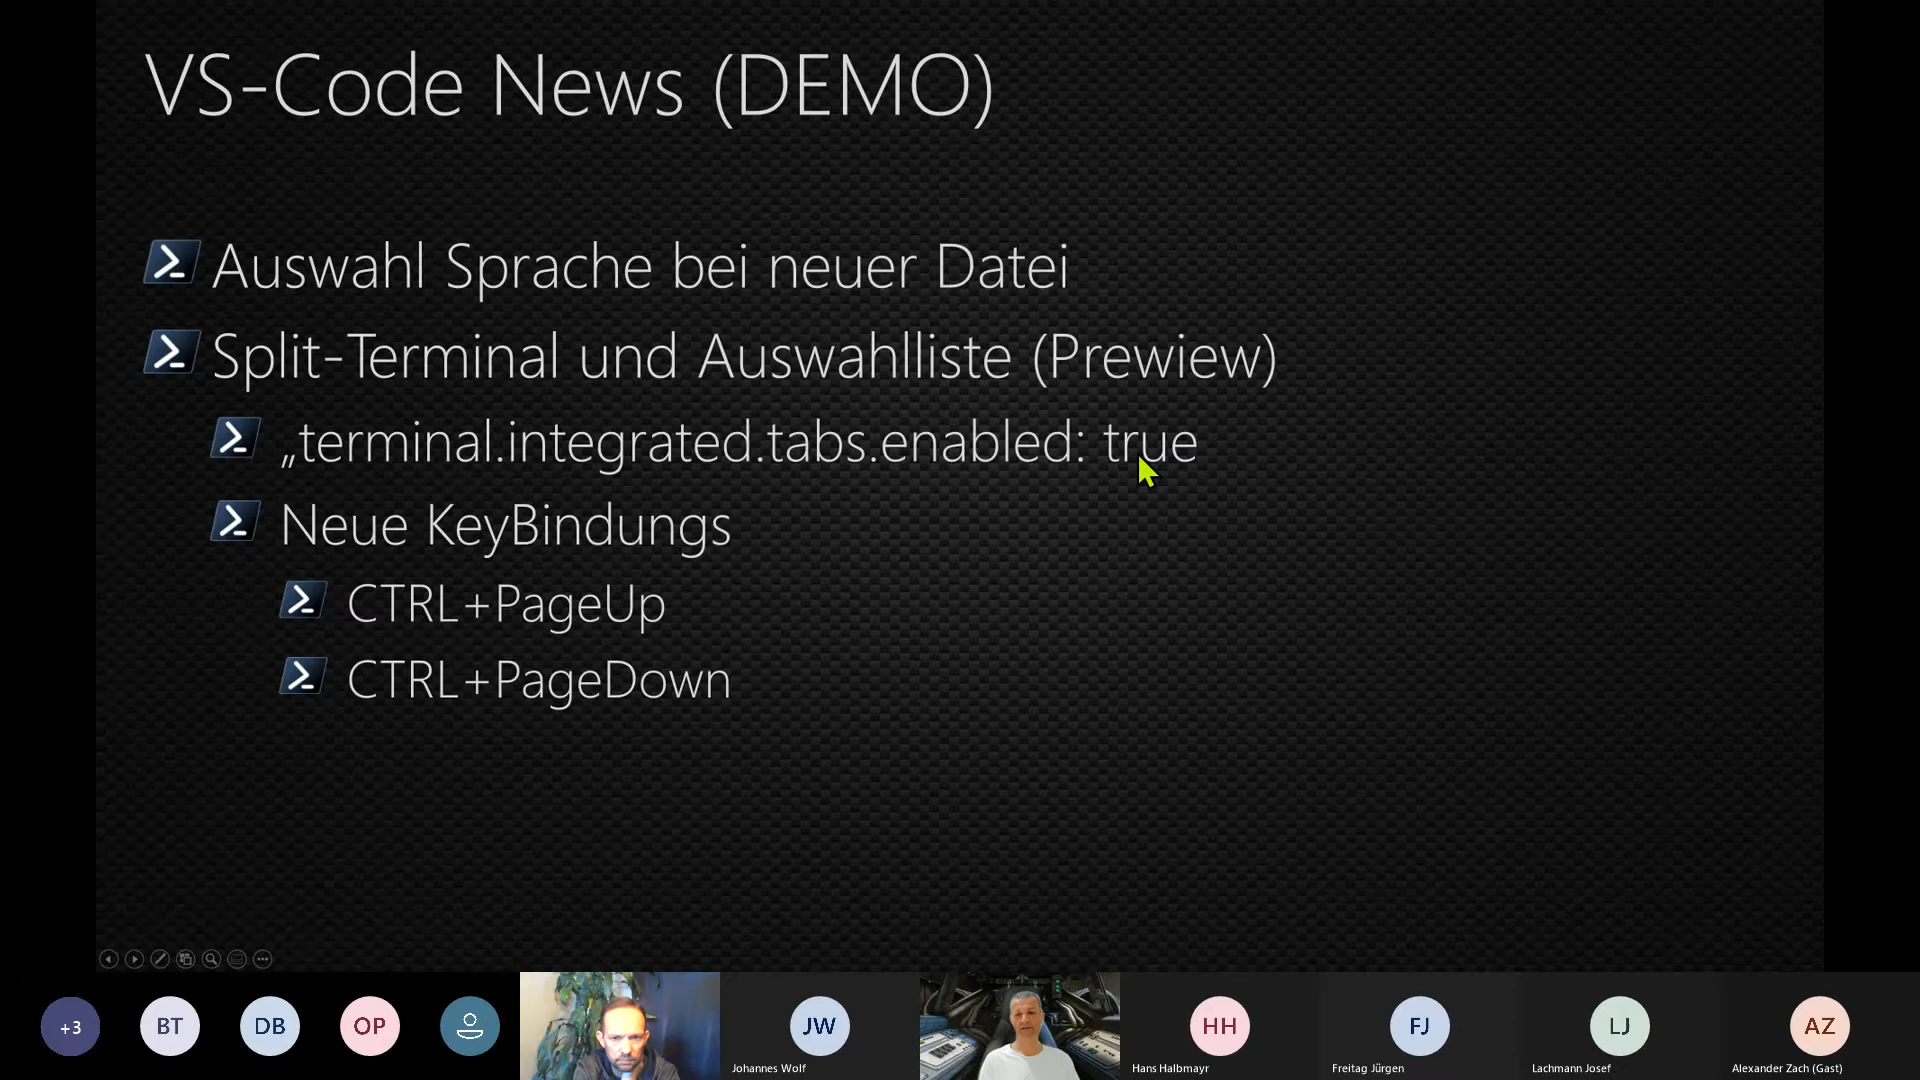 VS-Code News (DEMO)
Auswahl Sprache bei neuer Datei
Split-Terminal und Auswahlliste (Prewiew)
„terminal.integrated.tabs.enabled: true
Neue KeyBindungs
CTRL+PageUp
CTRL+PageDown
+3
BT
DB
OP
JW
Johannes Wolf
HH
Hans Halbmayr
FJ
Freitag Jürgen
LJ
Lachmann Josef
AZ
Alexander Zach (Gast)